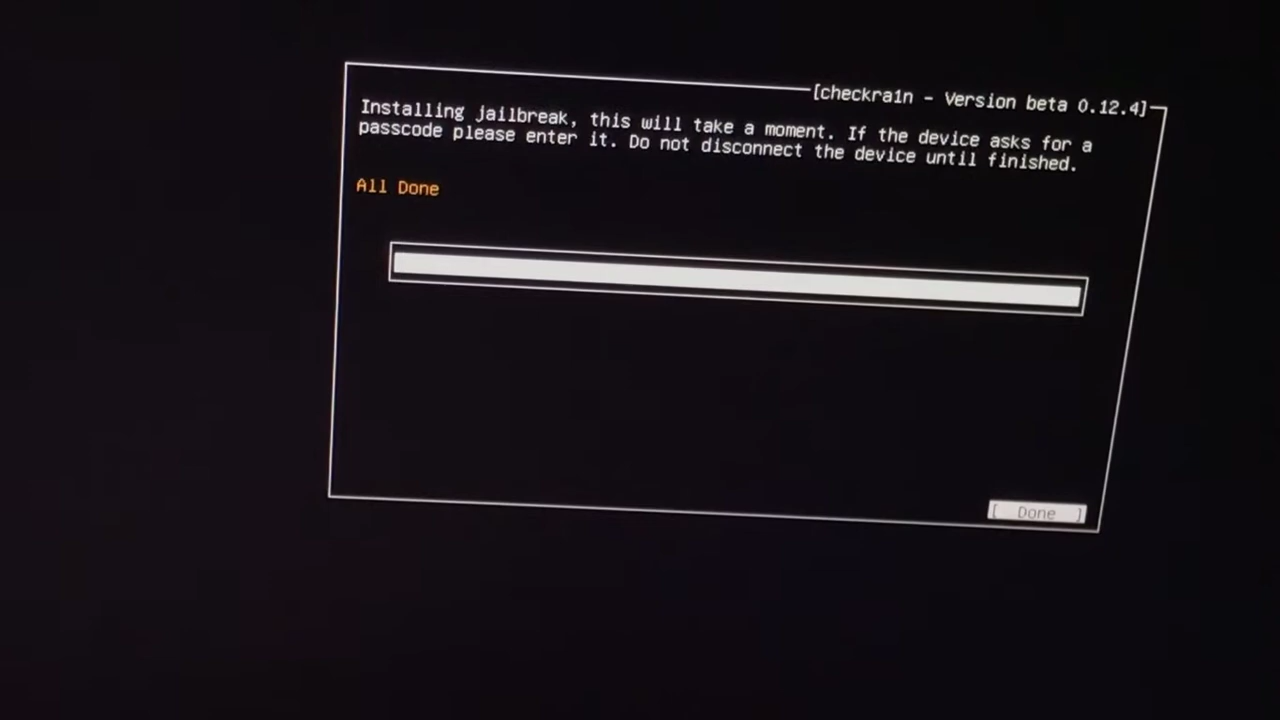 [checkra1n - Version beta 0.12.4]
Installing jailbreak, this will take a moment. If the device asks for a
passcode please enter it. Do not disconnect the device until finished.
All Done
[ Done ]